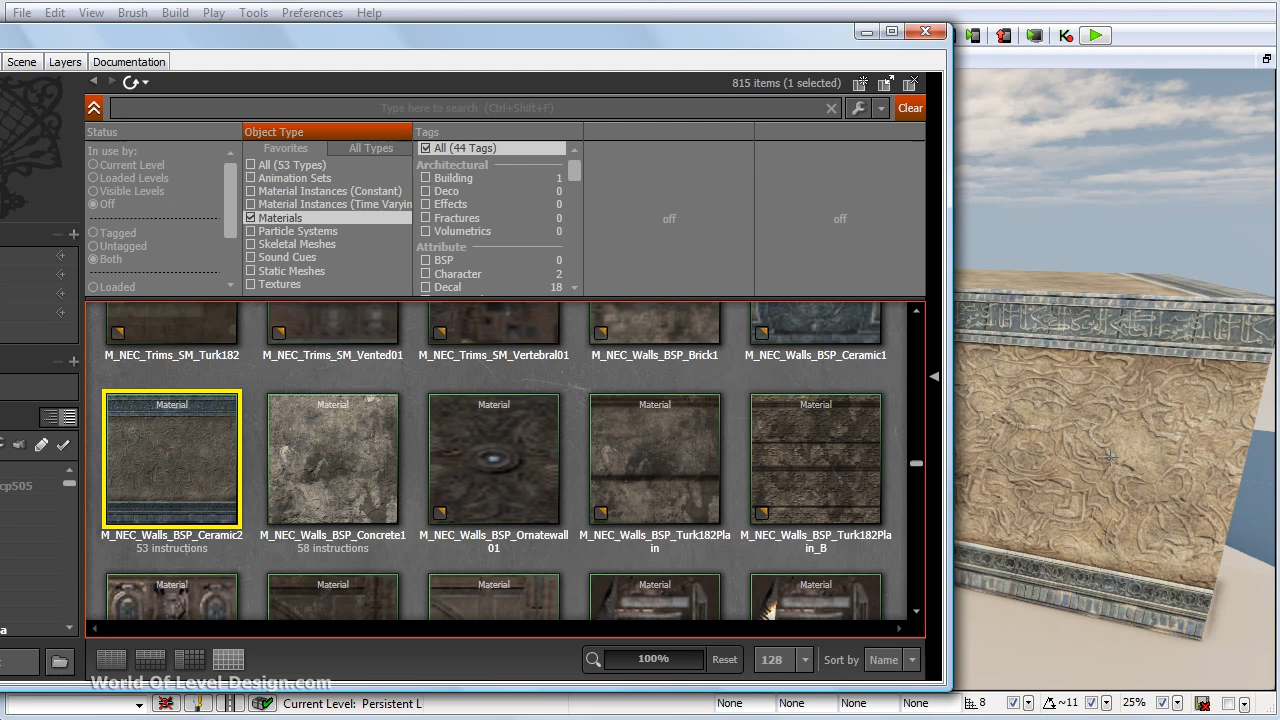 File Edit View Brush Build Play Tools Preferences Help
Scene Layers Documentation
815 items (1 selected)
Type here to search (Ctrl+Shift+F)
Clear
Status
Object Type
Tags
In use by:
Current Level
Loaded Levels
Visible Levels
Off
Tagged
Untagged
Both
Loaded
Favorites
All Types
All (53 Types)
Animation Sets
Material Instances (Constant)
Material Instances (Time Varyin
Materials
Particle Systems
Skeletal Meshes
Sound Cues
Static Meshes
Textures
All (44 Tags)
Architectural
Building 1
Deco 0
Effects 0
Fractures 0
Volumetrics 0
Attribute
BSP 0
Character 2
Decal 18
off
off
M_NEC_Trims_SM_Turk182
M_NEC_Trims_SM_Vented01
M_NEC_Trims_SM_Vertebral01
M_NEC_Walls_BSP_Brick1
M_NEC_Walls_BSP_Ceramic1
Material
Material
Material
Material
Material
M_NEC_Walls_BSP_Ceramic2
53 instructions
M_NEC_Walls_BSP_Concrete1
58 instructions
M_NEC_Walls_BSP_Ornatewall
01
M_NEC_Walls_BSP_Turk182Pla
in
M_NEC_Walls_BSP_Turk182Pla
in_B
Material
Material
Material
Material
Material
cp505
a
100%
Reset
128
Sort by
Name
World-Of-Level-Design.com
Current Level: Persistent L
None
None
None
None
8
~11
25%